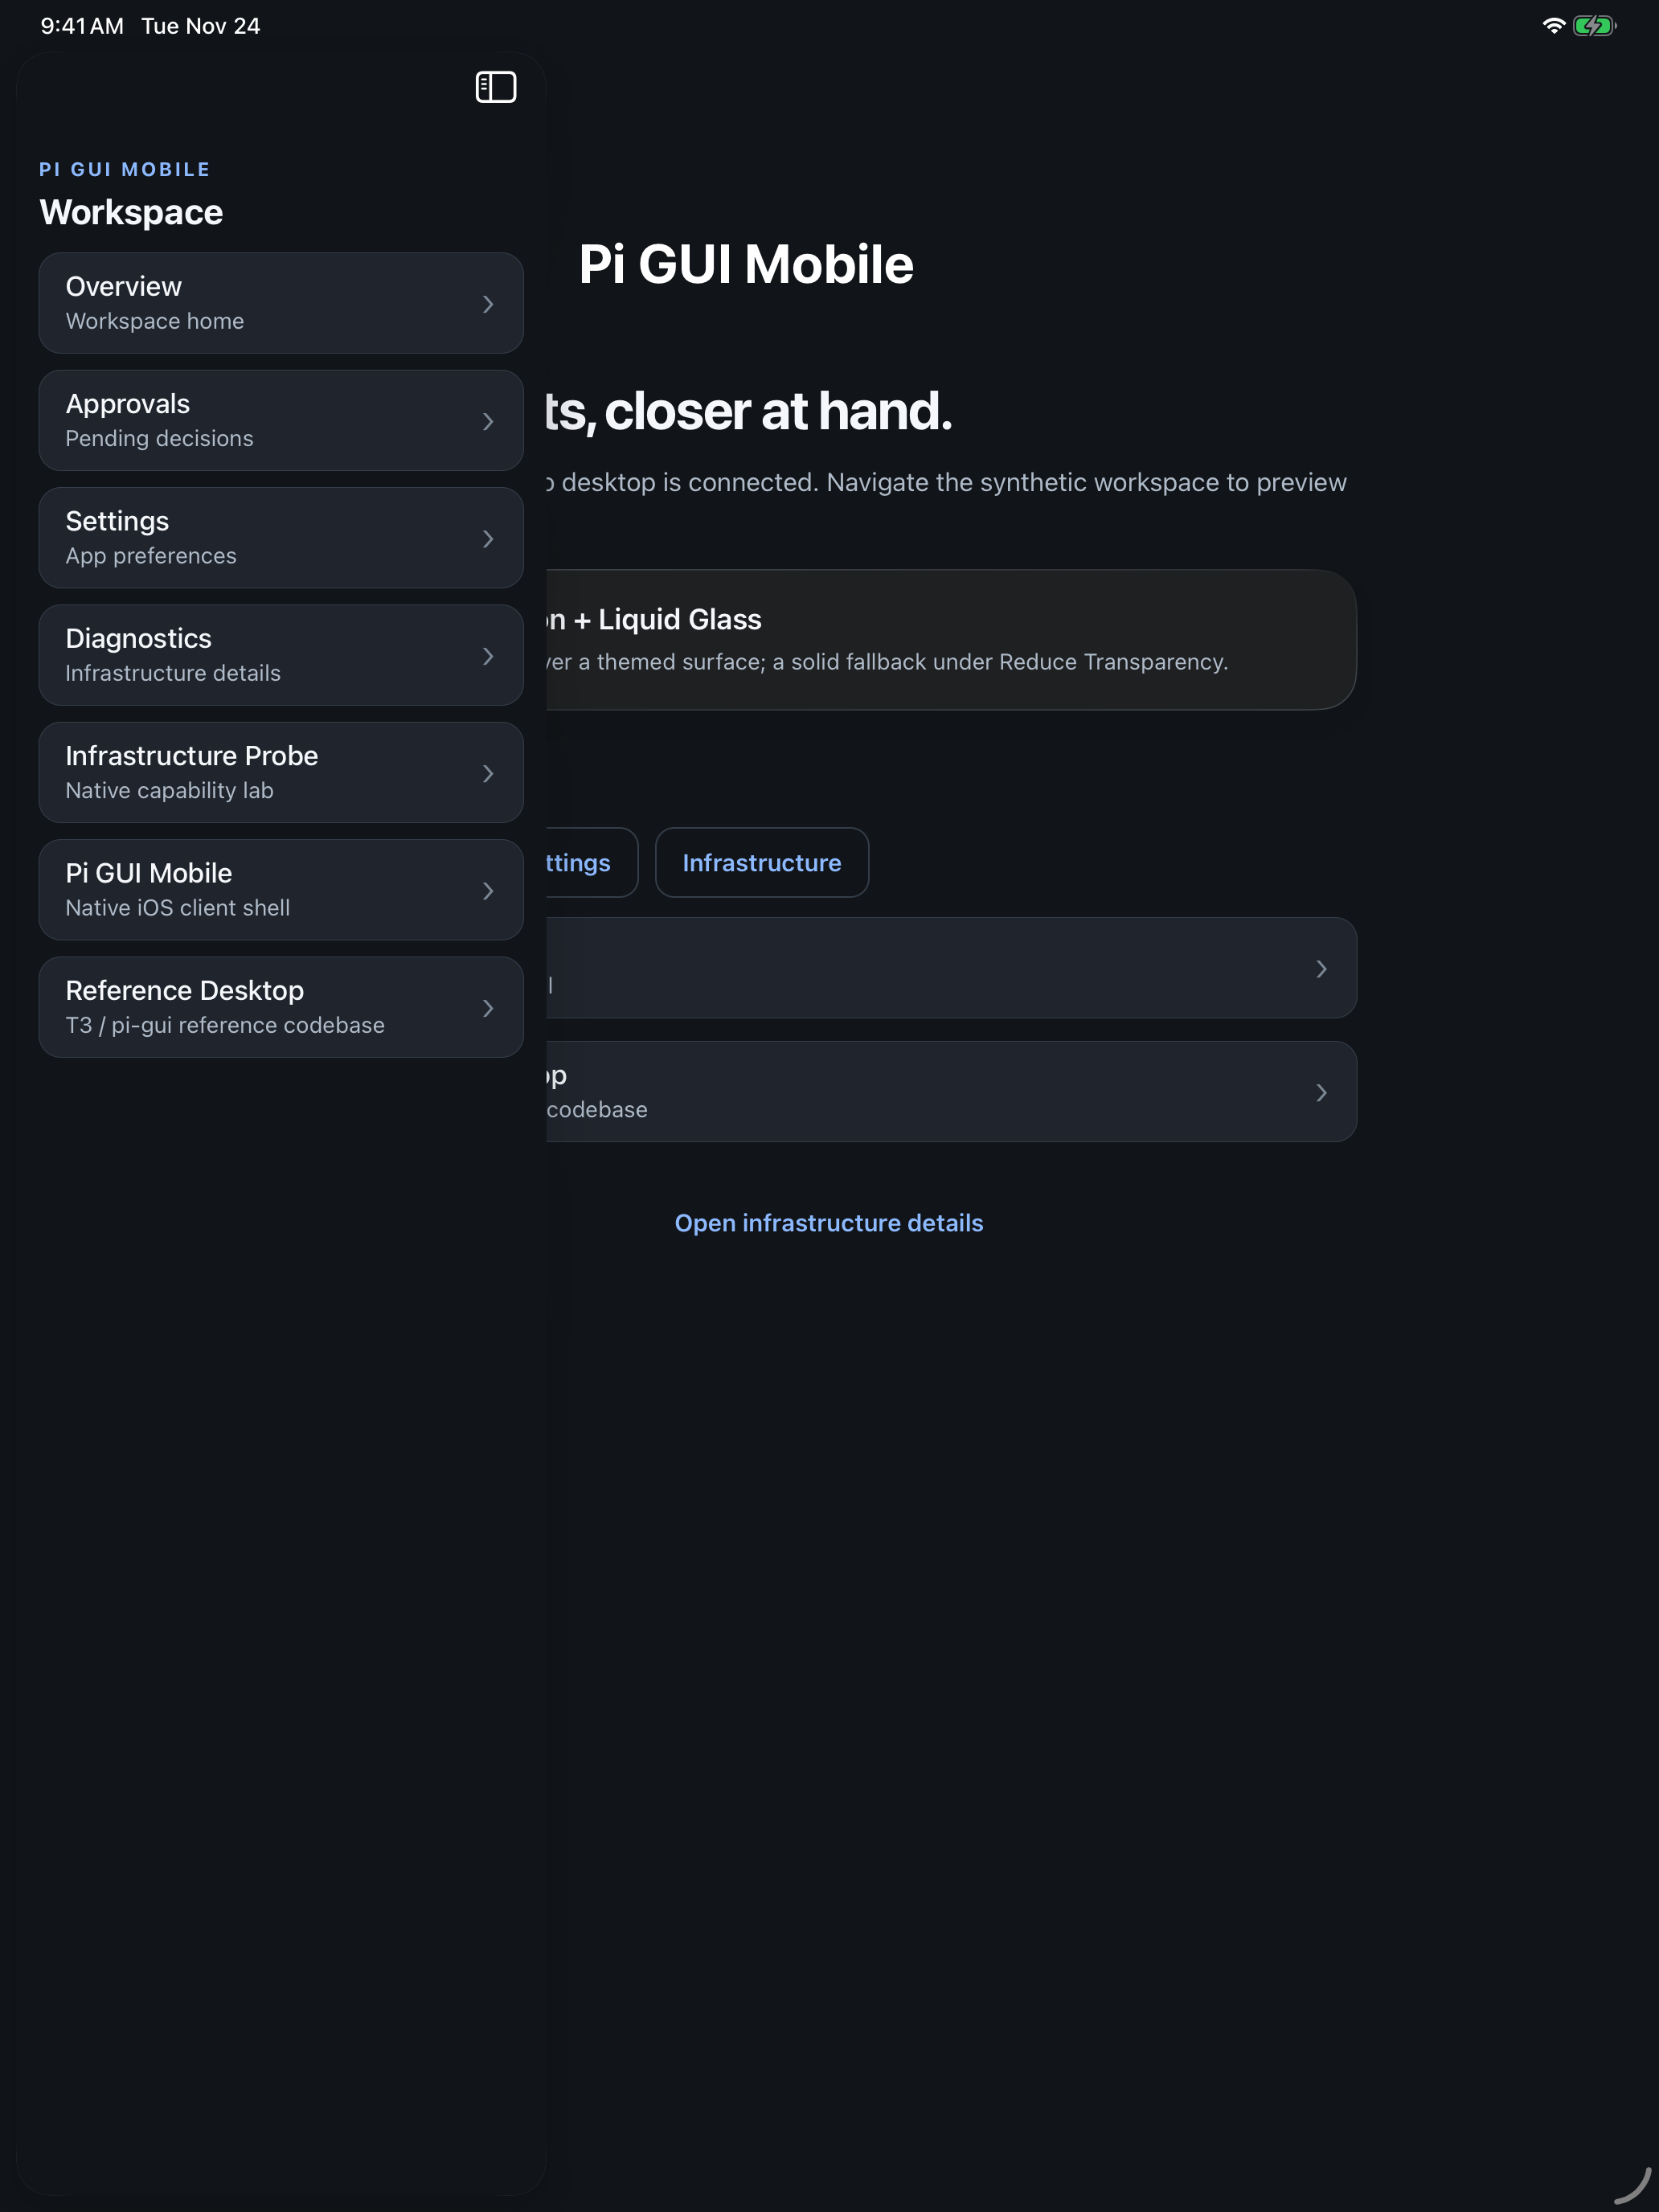 9:41 AM Tue Nov 24
PI GUI MOBILE
Workspace
Overview
Workspace home
Approvals
Pending decisions
Settings
App preferences
Diagnostics
Infrastructure details
Infrastructure Probe
Native capability lab
Pi GUI Mobile
Native iOS client shell
Reference Desktop
T3 / pi-gui reference codebase
Pi GUI Mobile
ts, closer at hand.
desktop is connected. Navigate the synthetic workspace to preview
n + Liquid Glass
er a themed surface; a solid fallback under Reduce Transparency.
ttings
Infrastructure
p
codebase
Open infrastructure details